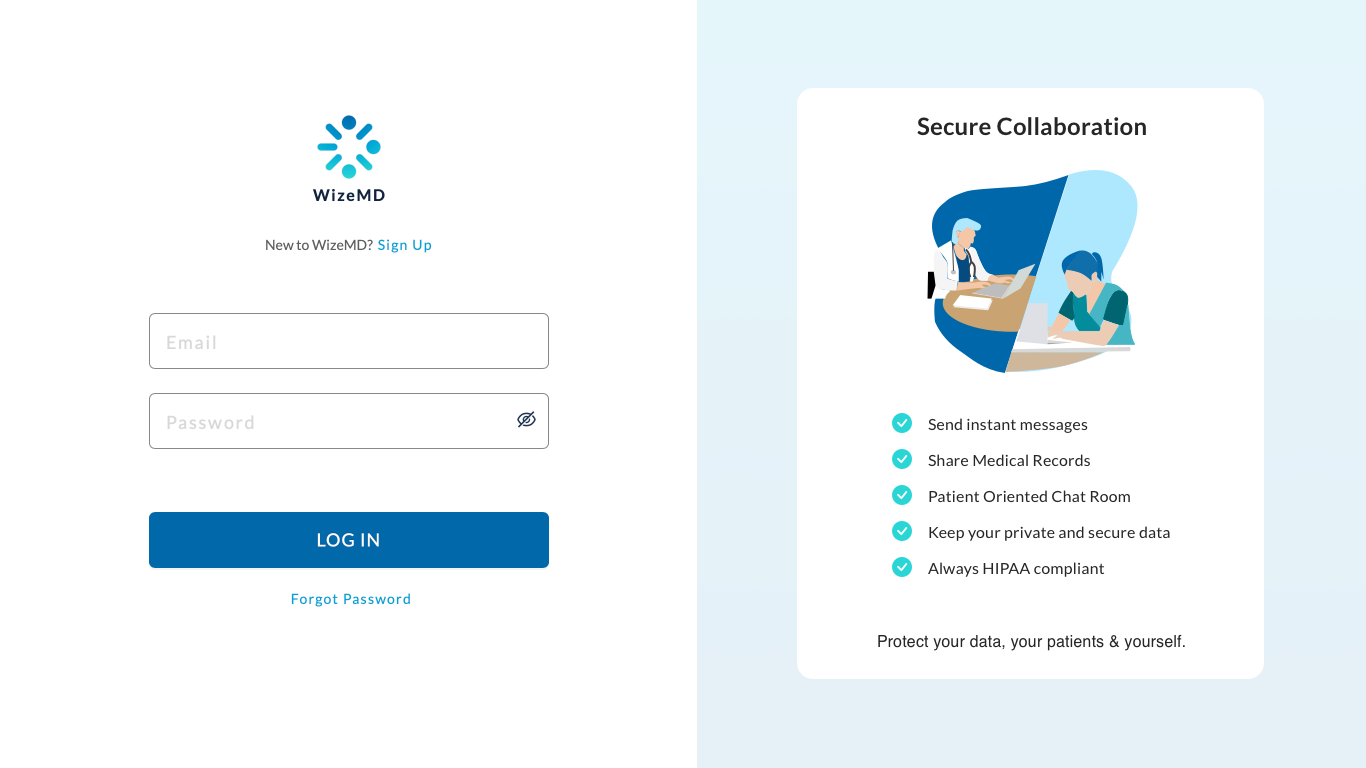 WizeMD
New to WizeMD? Sign Up
Email
Password
LOG IN
Forgot Password
Secure Collaboration
Send instant messages
Share Medical Records
Patient Oriented Chat Room
Keep your private and secure data
Always HIPAA compliant
Protect your data, your patients & yourself.